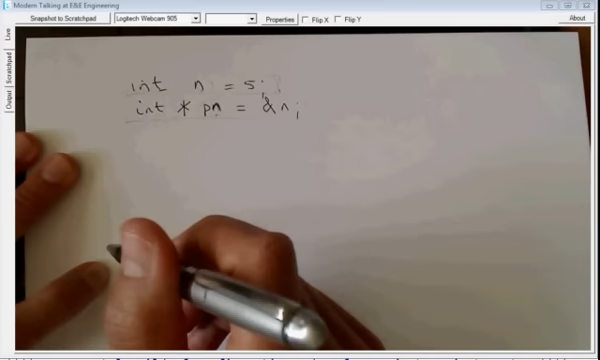 Modern Talking at E&E Engineering
Snapshot to Scratchpad
Logitech Webcam 905
Properties
Flip X
Flip Y
About
Live
Scratchpad
Output
int n = 5;
int * pn = &n;